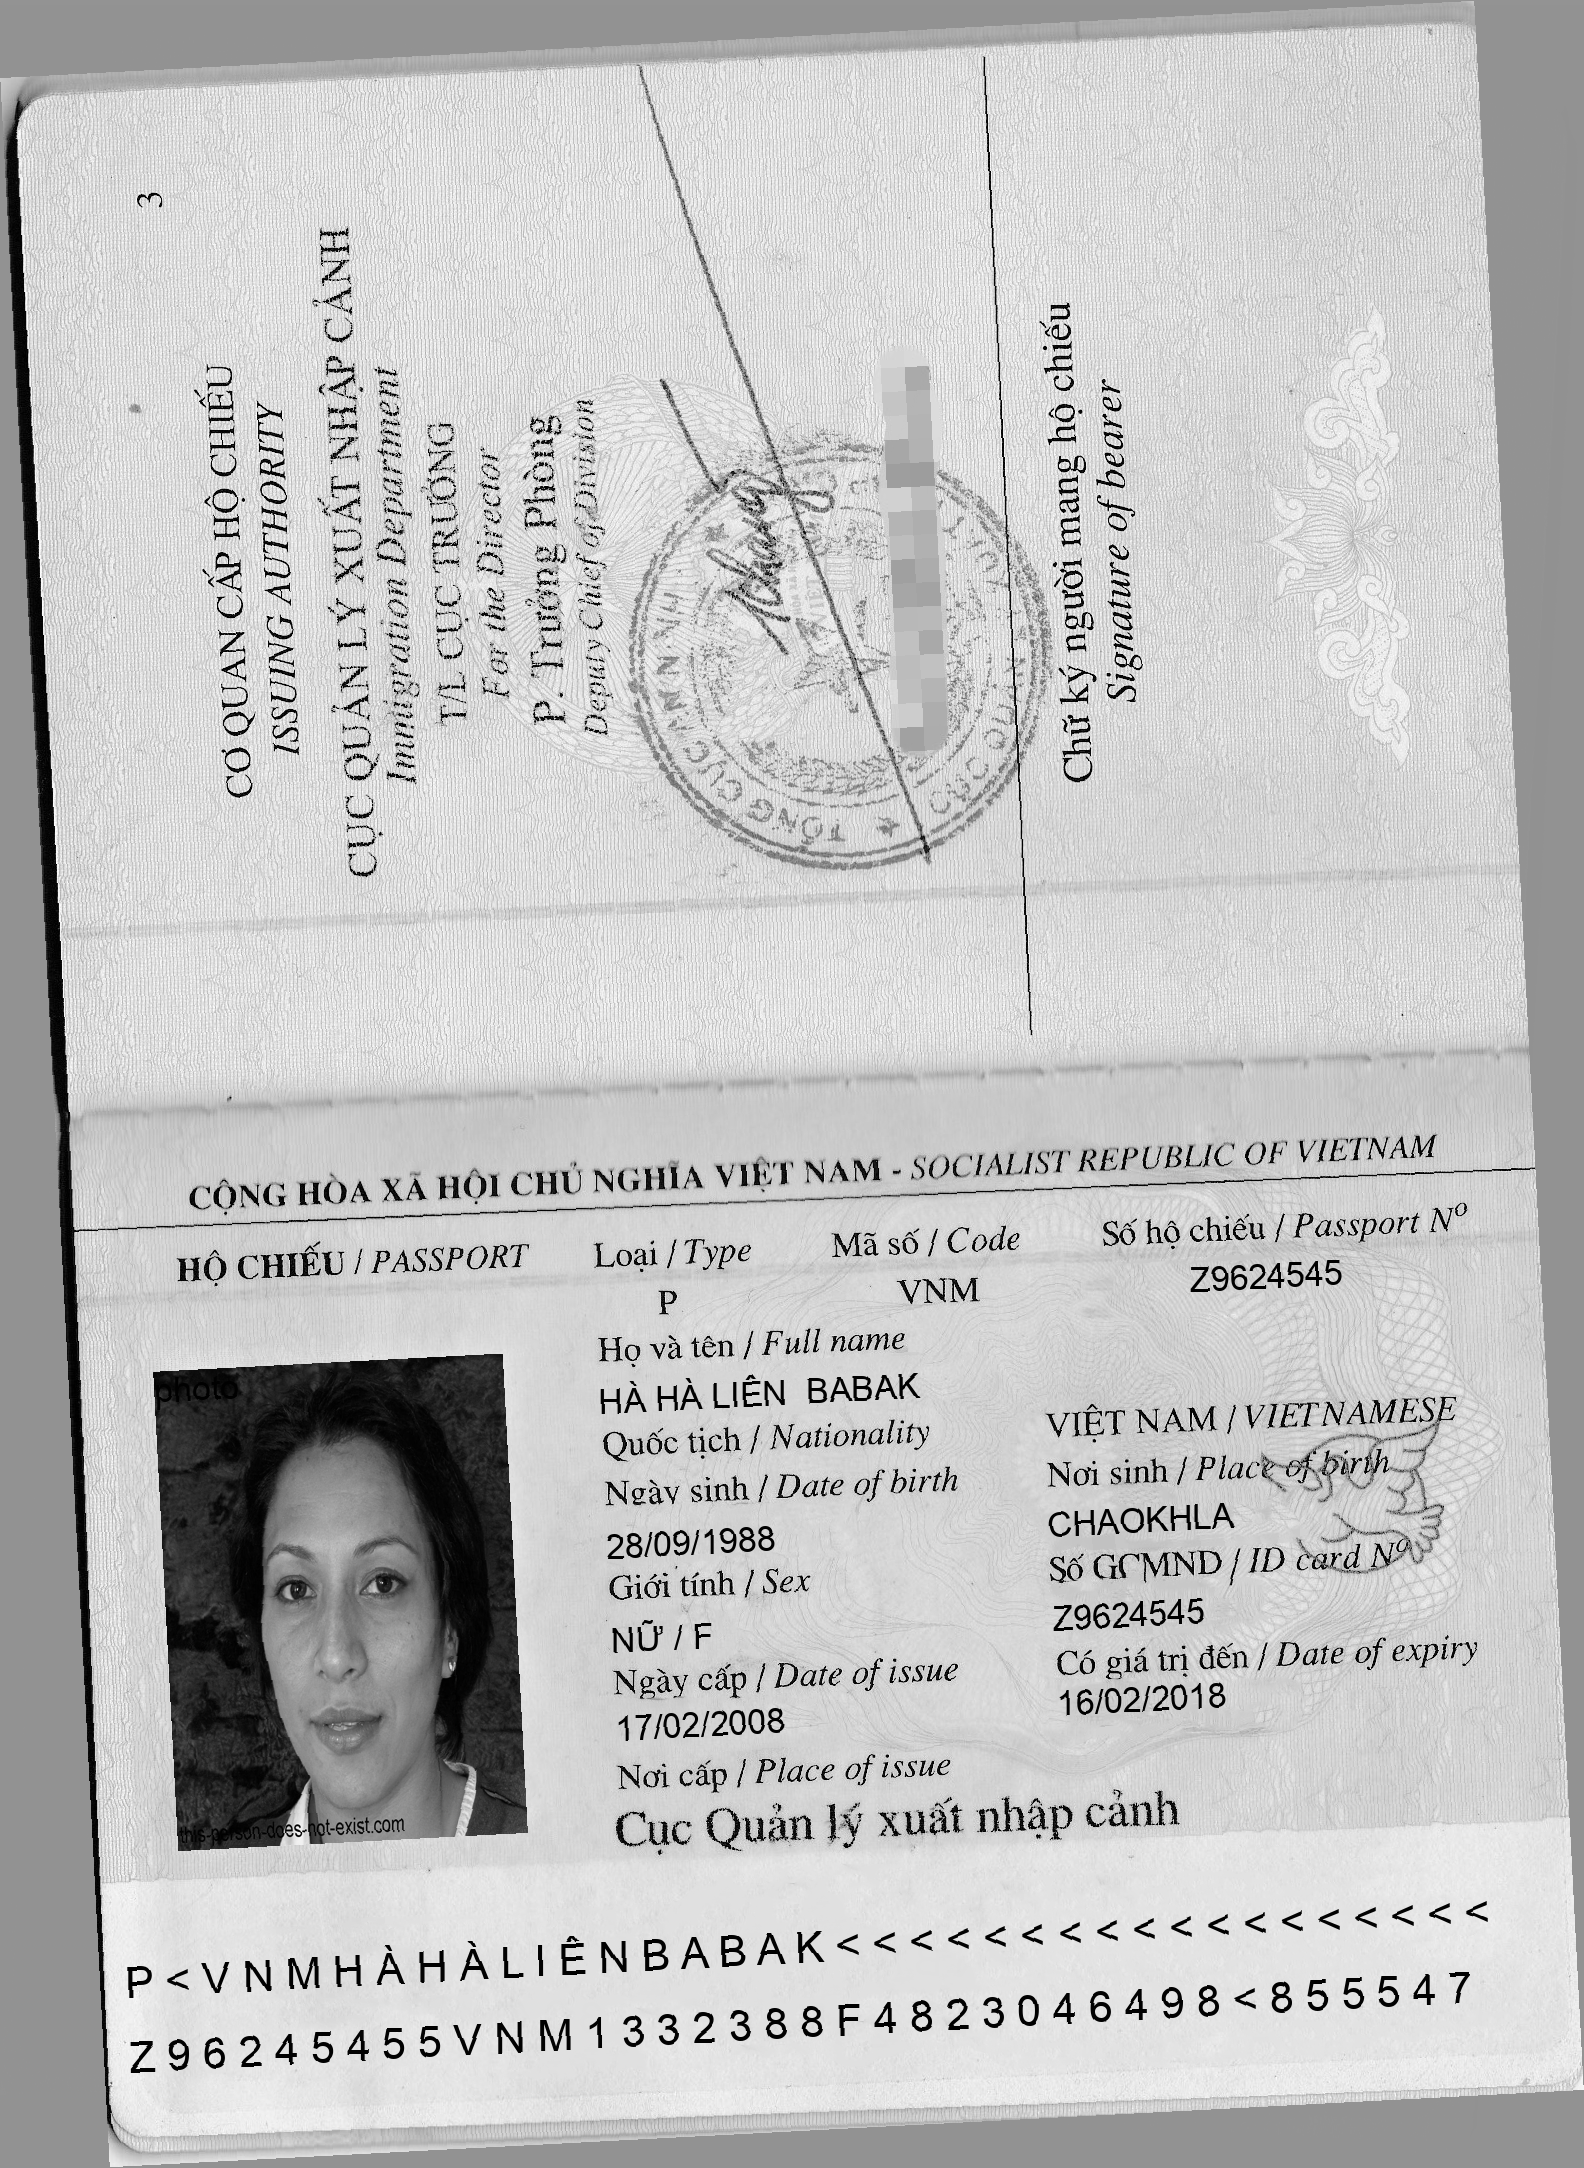 3
CƠ QUAN CẤP HỘ CHIẾU
ISSUING AUTHORITY
CỤC QUẢN LÝ XUẤT NHẬP CẢNH
Immigration Department
T/L CỤC TRƯỞNG
For the Director
P. Trưởng Phòng
Deputy Chief of Division
TỔNG CỤC AN NINH
Chữ ký người mang hộ chiếu
Signature of bearer
CỘNG HÒA XÃ HỘI CHỦ NGHĨA VIỆT NAM - SOCIALIST REPUBLIC OF VIETNAM
HỘ CHIẾU / PASSPORT Loại / Type Mã số / Code Số hộ chiếu / Passport Nº
P VNM Z9624545
Họ và tên / Full name
HÀ HÀ LIÊN BABAK
Quốc tịch / Nationality VIỆT NAM / VIETNAMESE
Ngày sinh / Date of birth Nơi sinh / Place of birth
28/09/1988 CHAOKHLA
Giới tính / Sex Số GCMND / ID card Nº
NỮ / F Z9624545
Ngày cấp / Date of issue Có giá trị đến / Date of expiry
17/02/2008 16/02/2018
Nơi cấp / Place of issue
Cục Quản lý xuất nhập cảnh
photo
this-person-does-not-exist.com
P<VNMHÀHÀLIÊNBABAK<<<<<<<<<<<<<<<<<<
Z96245455VNM1332388F4823046498<855547